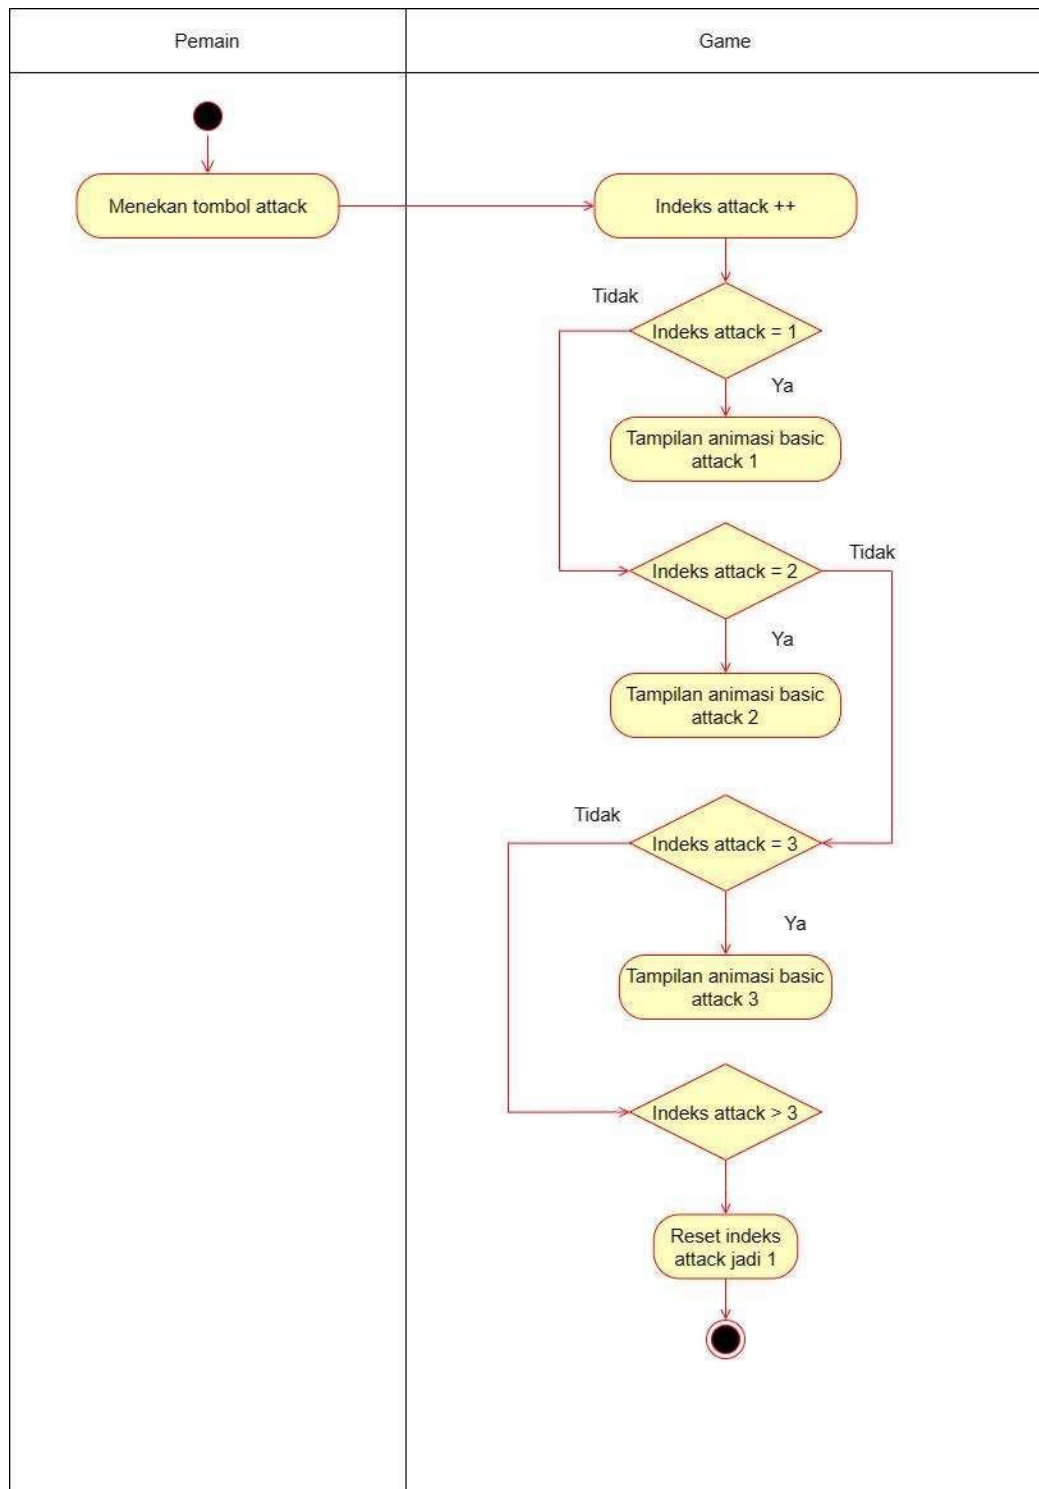 Pemain
Game
Menekan tombol attack
Indeks attack ++
Tidak
Indeks attack = 1
Ya
Tampilan animasi basic
attack 1
Indeks attack = 2
Tidak
Ya
Tampilan animasi basic
attack 2
Tidak
Indeks attack = 3
Ya
Tampilan animasi basic
attack 3
Indeks attack > 3
Reset indeks
attack jadi 1